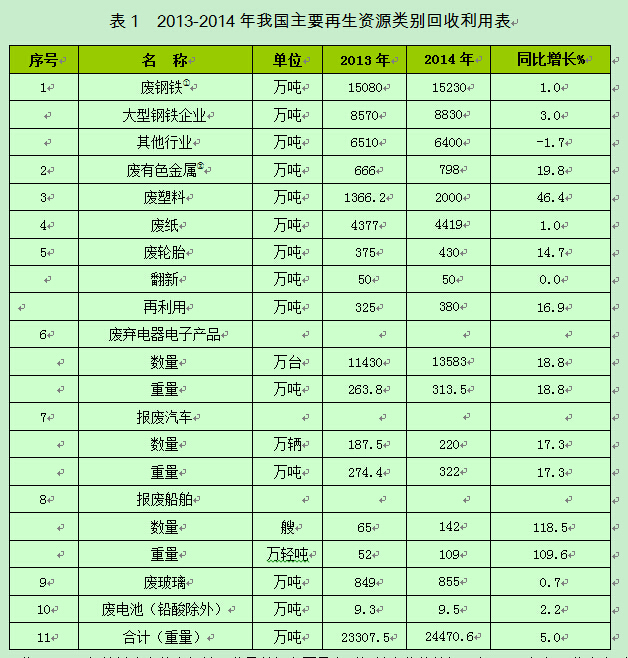 表 1 2013-2014 年我国主要再生资源类别回收利用表
序号 名 称 单位 2013 年 2014 年 同比增长%
1 废钢铁① 万吨 15080 15230 1.0
大型钢铁企业 万吨 8570 8830 3.0
其他行业 万吨 6510 6400 -1.7
2 废有色金属② 万吨 666 798 19.8
3 废塑料 万吨 1366.2 2000 46.4
4 废纸 万吨 4377 4419 1.0
5 废轮胎 万吨 375 430 14.7
翻新 万吨 50 50 0.0
再利用 万吨 325 380 16.9
6 废弃电器电子产品
数量 万台 11430 13583 18.8
重量 万吨 263.8 313.5 18.8
7 报废汽车
数量 万辆 187.5 220 17.3
重量 万吨 274.4 322 17.3
8 报废船舶
数量 艘 65 142 118.5
重量 万轻吨 52 109 109.6
9 废玻璃 万吨 849 855 0.7
10 废电池（铅酸除外） 万吨 9.3 9.5 2.2
11 合计（重量） 万吨 23307.5 24470.6 5.0